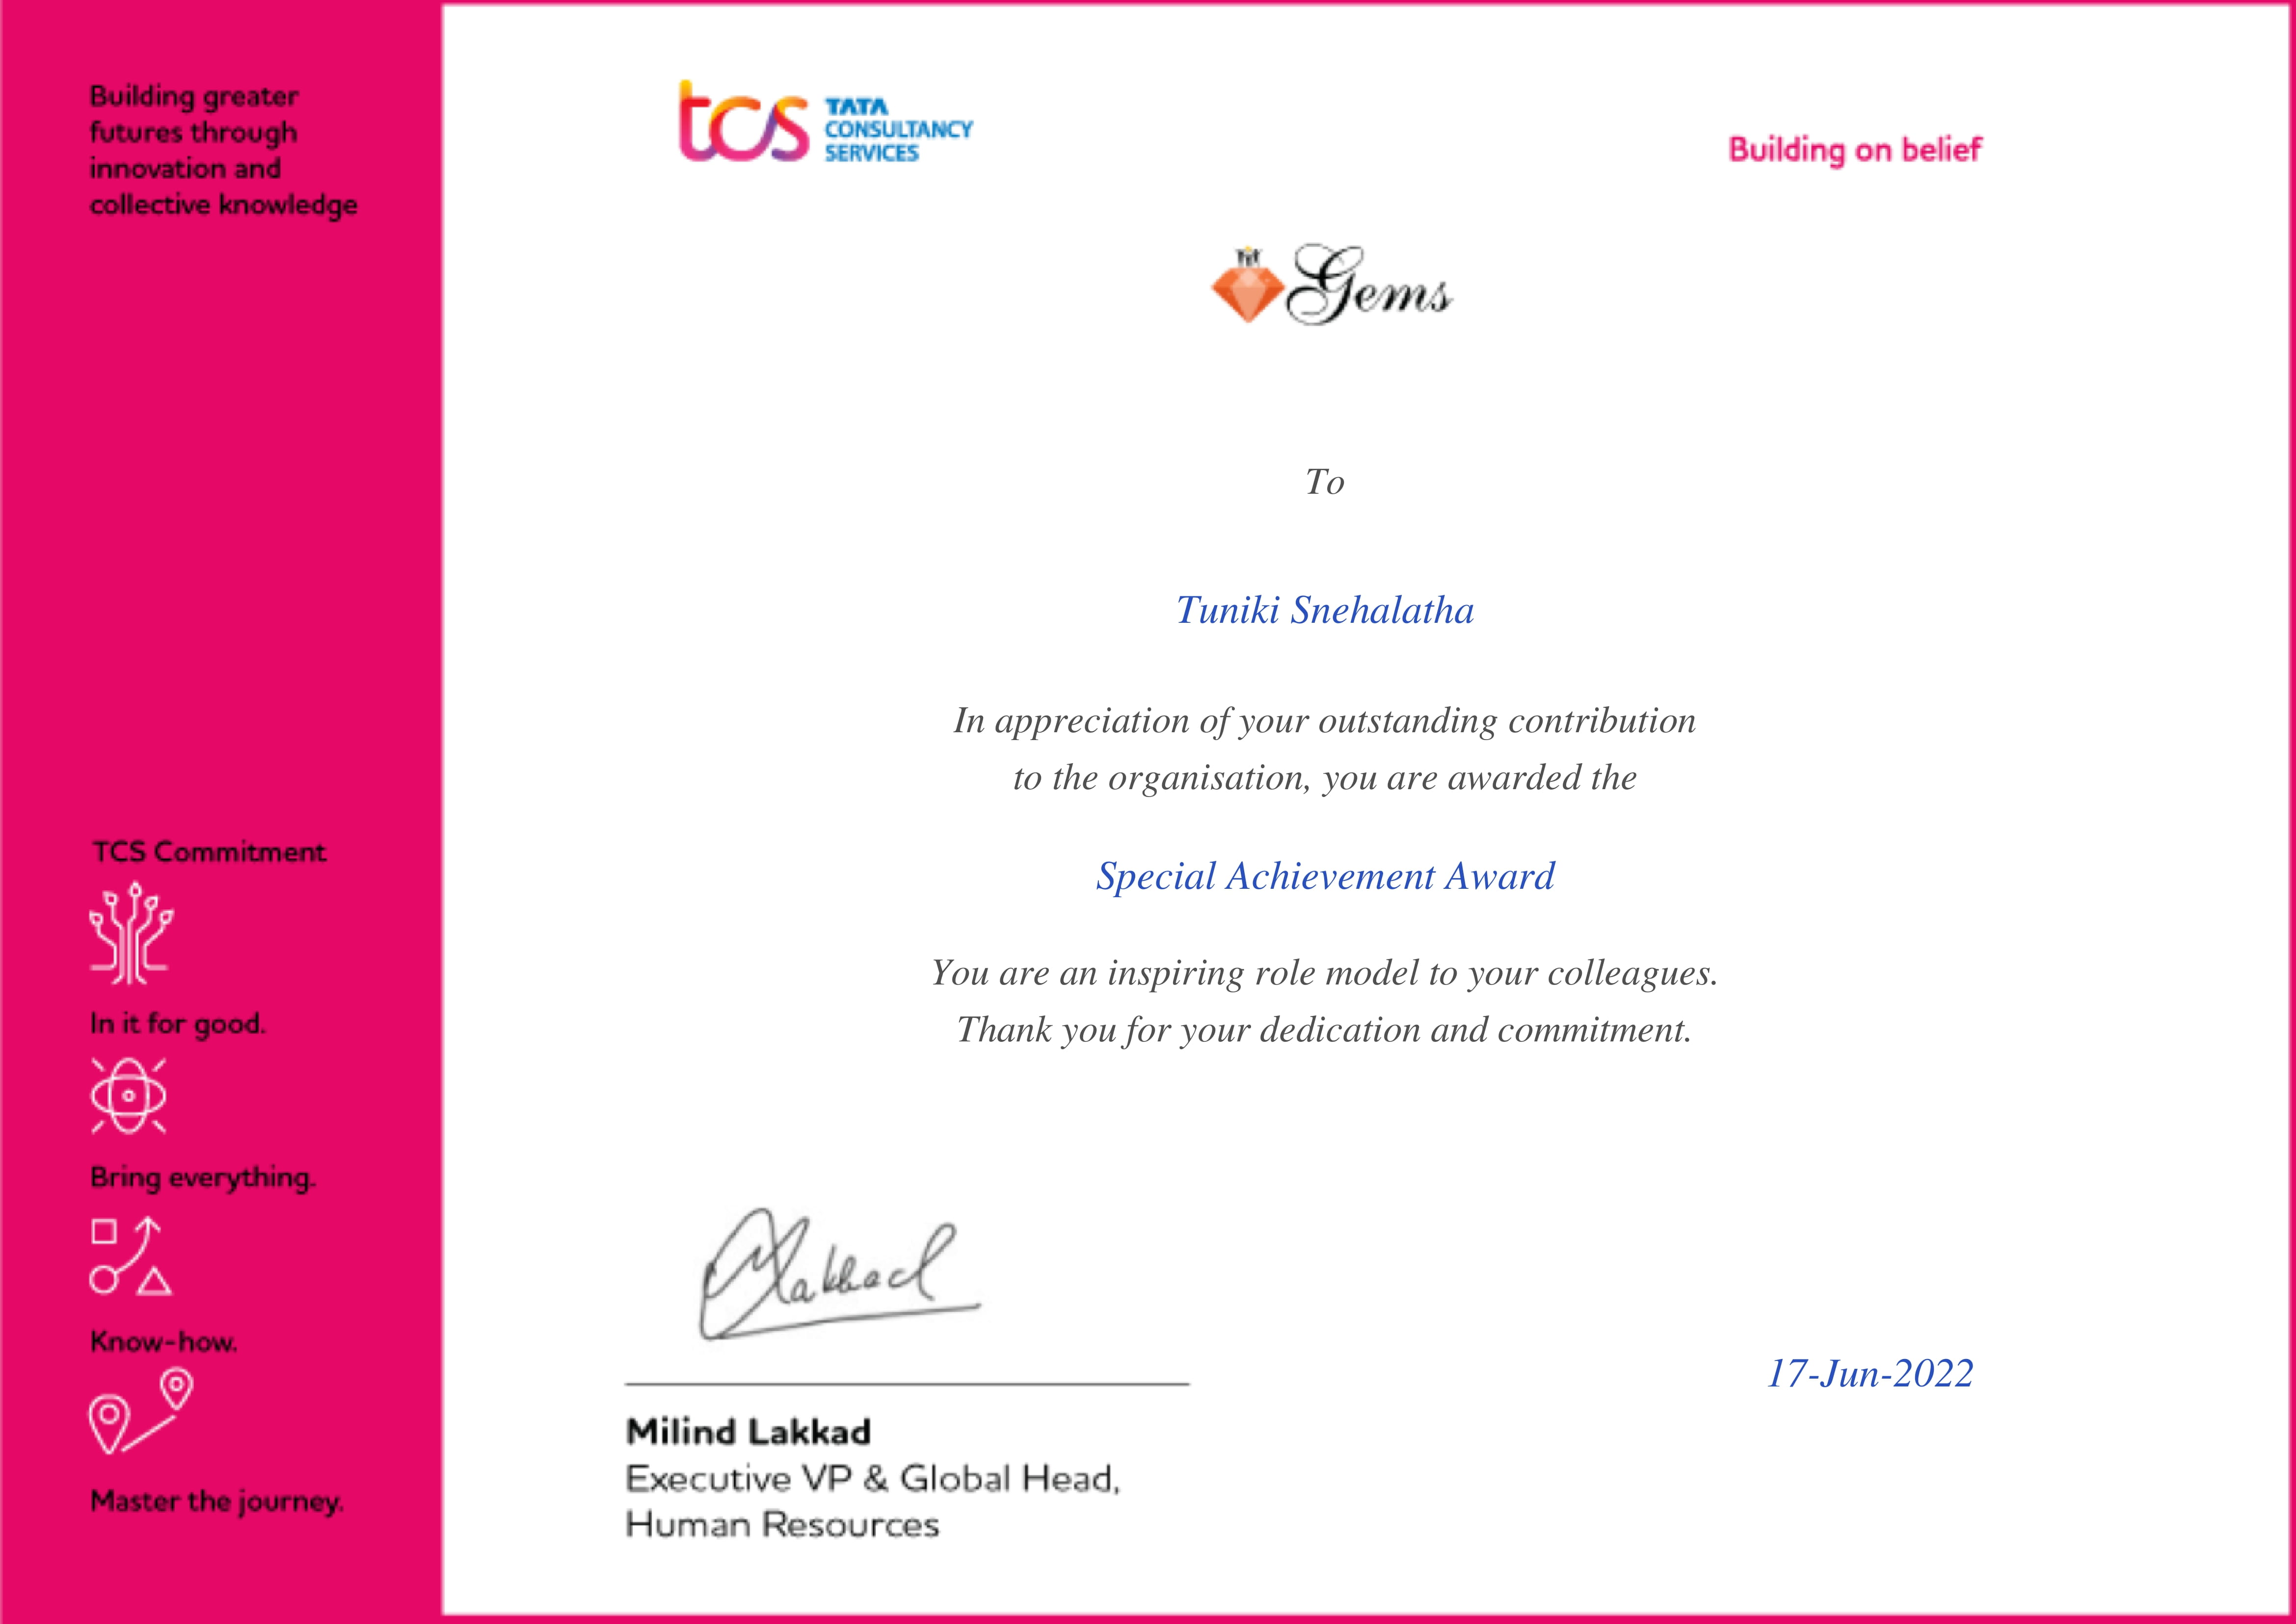 Building greater
futures through
innovation and
collective knowledge
TCS Commitment
In it for good.
Bring everything.
Know-how.
Master the journey.
tcs TATA
CONSULTANCY
SERVICES
Building on belief
Gems
To
Tuniki Snehalatha
In appreciation of your outstanding contribution
to the organisation, you are awarded the
Special Achievement Award
You are an inspiring role model to your colleagues.
Thank you for your dedication and commitment.
Lakkad
17-Jun-2022
Milind Lakkad
Executive VP & Global Head,
Human Resources